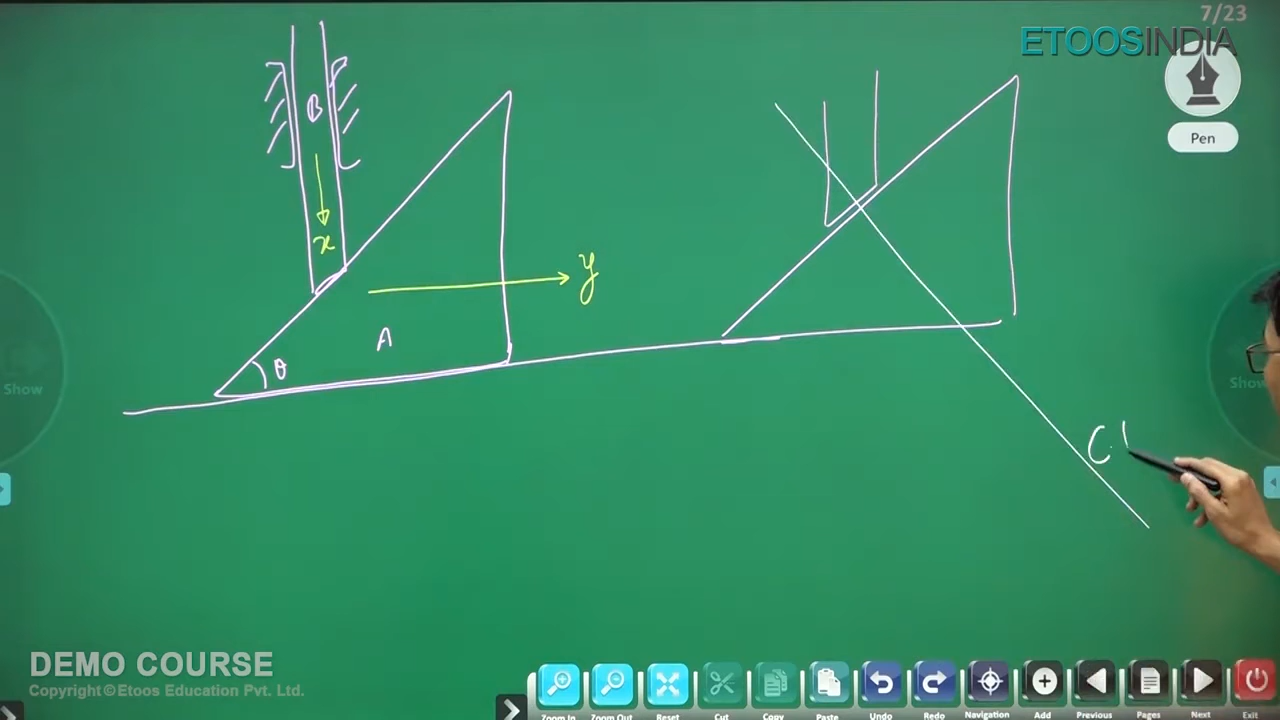 7/23
ETOOSINDIA
Pen
B
x
y
A
θ
C.
Show
Show
DEMO COURSE
Copyright © Etoos Education Pvt. Ltd.
Zoom In
Zoom Out
Reset
Cut
Copy
Paste
Undo
Redo
Navigation
Add
Previous
Pages
Next
Exit